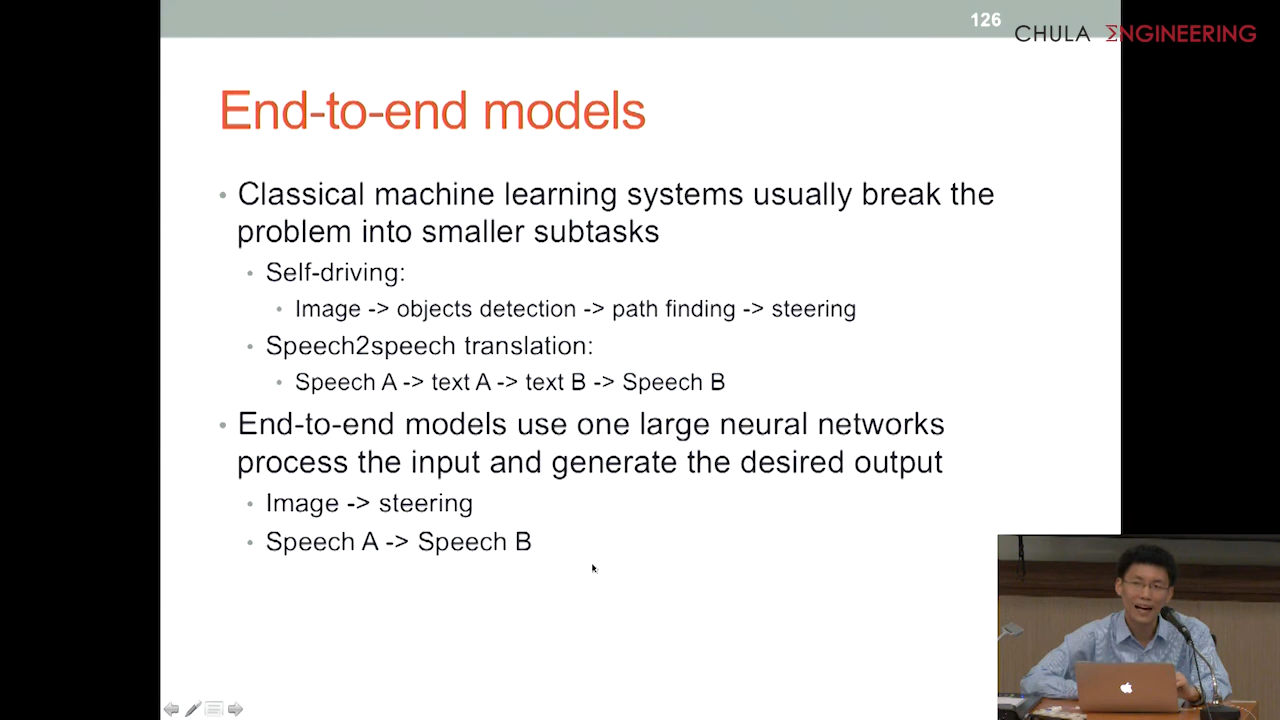 126
CHULA ΣNGINEERING
End-to-end models
• Classical machine learning systems usually break the
problem into smaller subtasks
• Self-driving:
• Image -> objects detection -> path finding -> steering
• Speech2speech translation:
• Speech A -> text A -> text B -> Speech B
• End-to-end models use one large neural networks
process the input and generate the desired output
• Image -> steering
• Speech A -> Speech B